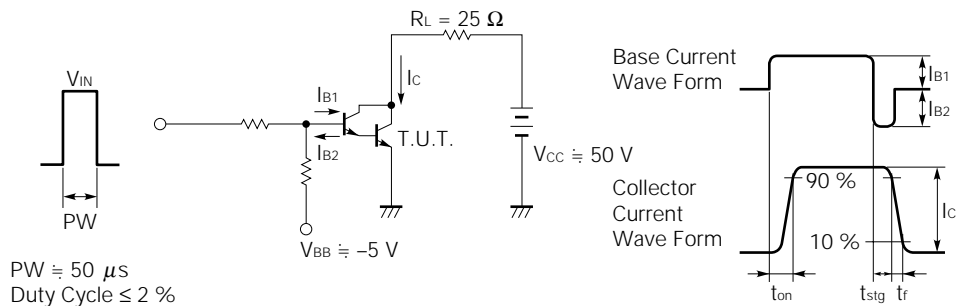 RL = 25 Ω
VIN
IC
IB1
IB2
T.U.T.
VCC ≒ 50 V
PW
VBB ≒ –5 V
PW ≒ 50 μs
Duty Cycle ≤ 2 %
Base Current
Wave Form
IB1
IB2
Collector
Current
Wave Form
90 %
10 %
IC
ton
tstg
tf